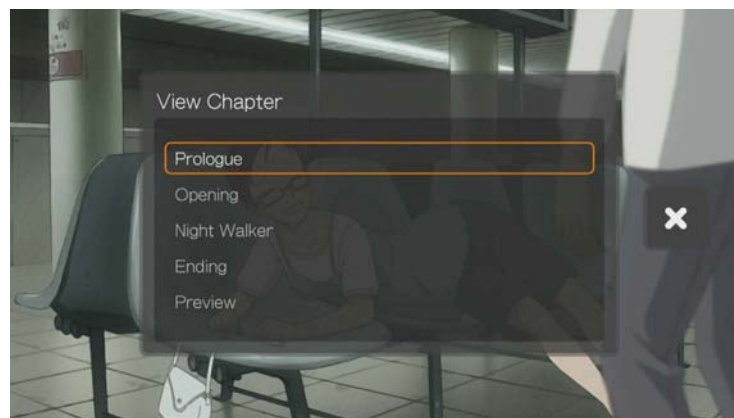 View Chapter
Prologue
Opening
Night Walker
Ending
Preview